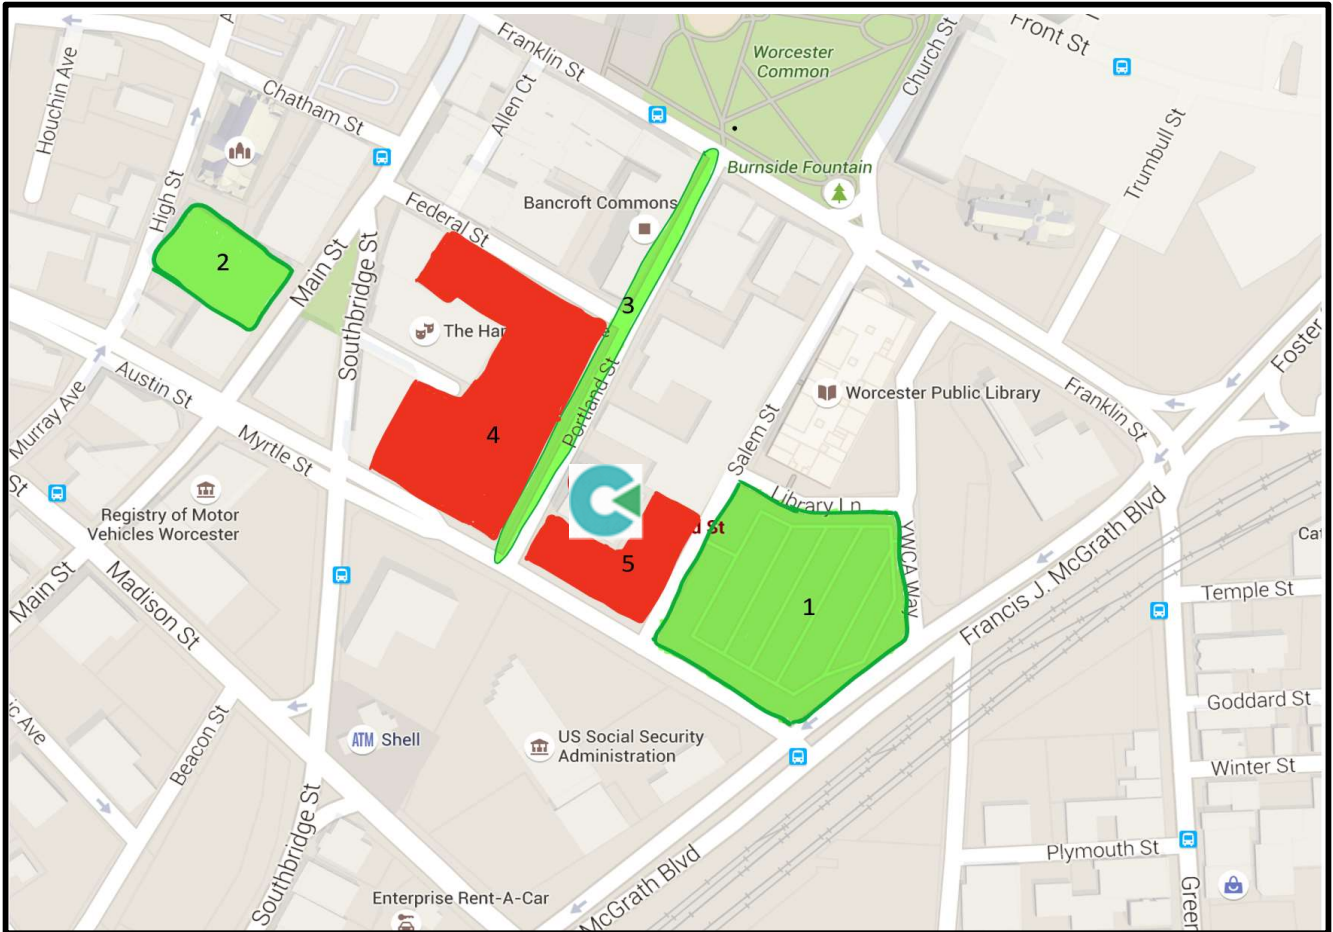 Franklin St
Worcester
Common
Church St
Front St
Houchin Ave
Chatham St
Allen Ct
Trumbull St
Burnside Fountain
High St
Bancroft Commons
Federal St
2
Main St
Southbridge St
3
The Har
e
Foster
Austin St
Portland St
Worcester Public Library
Franklin St
Murray Ave
Myrtle St
4
Salem St
St
Registry of Motor
Vehicles Worcester
Library Ln
d St
YWCA Way
Francis J. McGrath Blvd
Cat
5
1
Main St
Madison St
Temple St
ic Ave
Beacon St
ATM Shell
US Social Security
Administration
Goddard St
Winter St
Southbridge St
Plymouth St
McGrath Blvd
Enterprise Rent-A-Car
Green